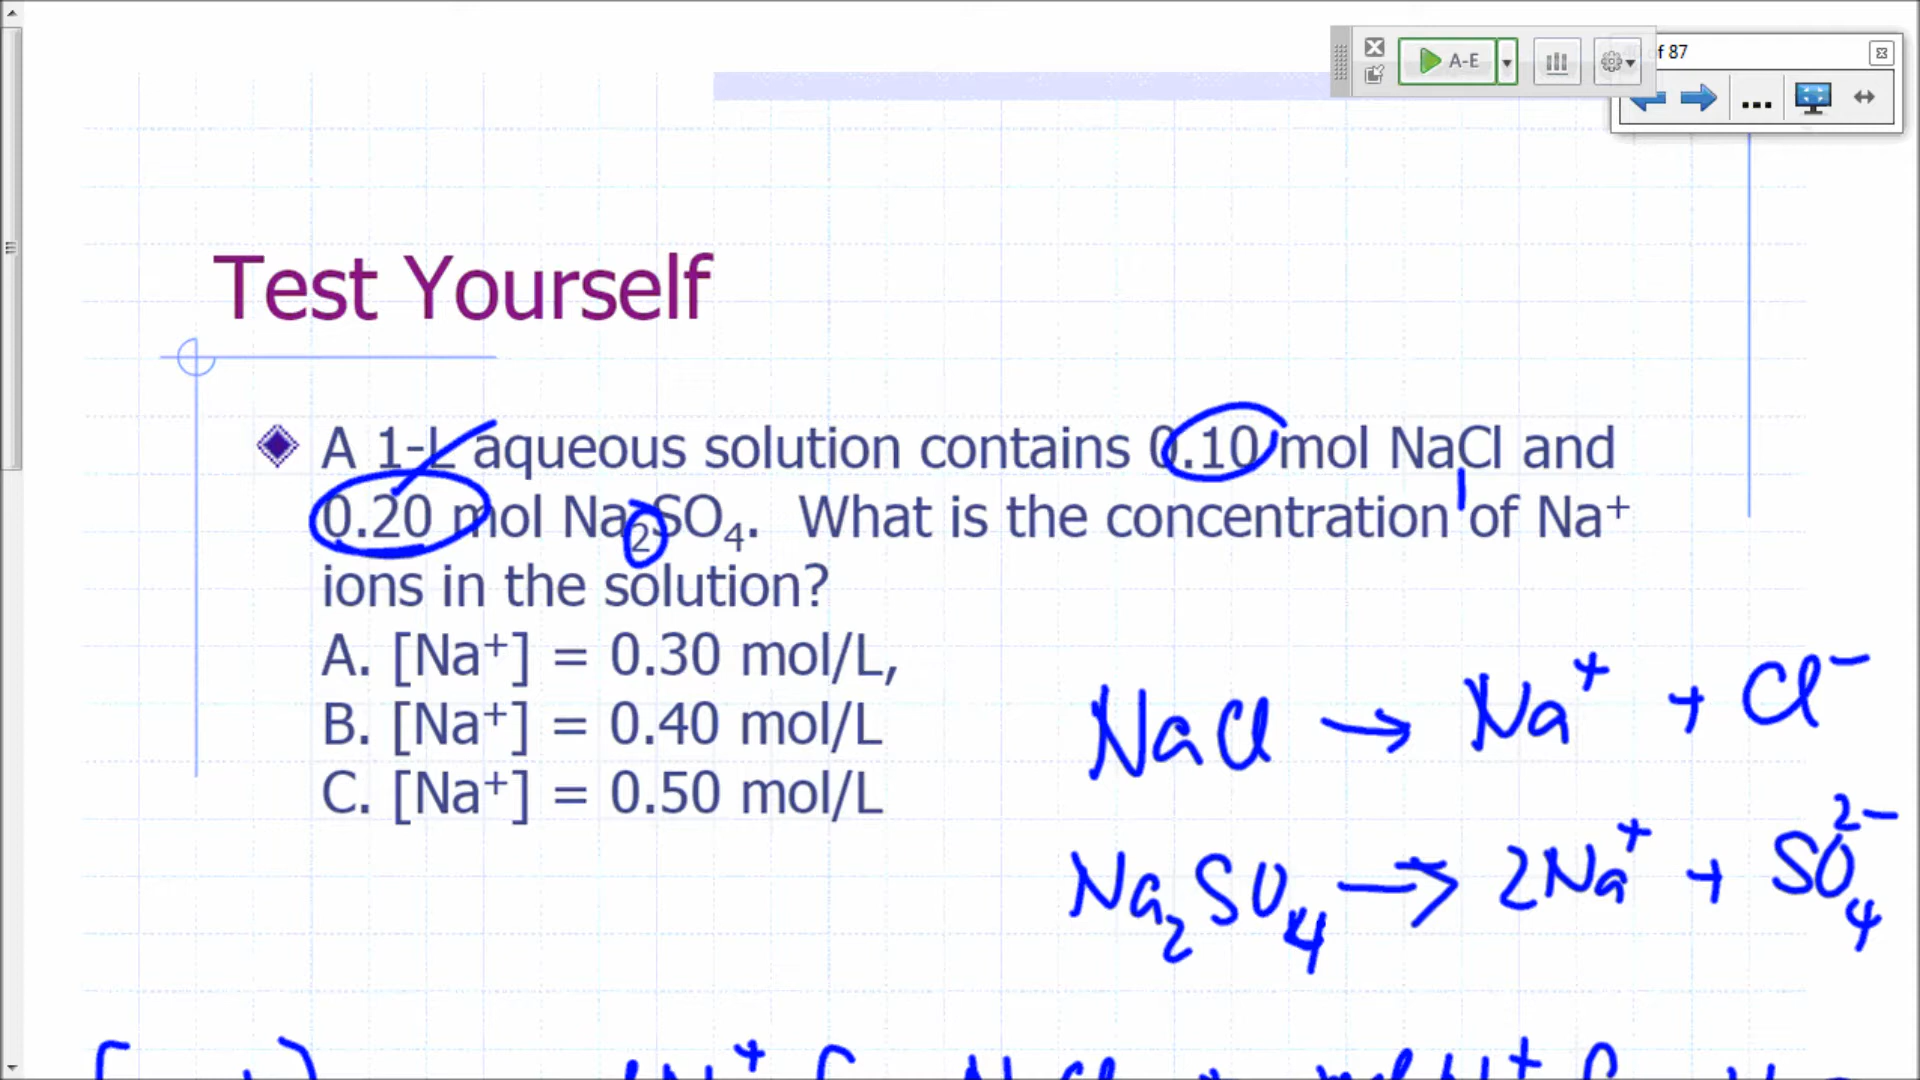 A-E
of 87
Test Yourself
A 1-L aqueous solution contains 0.10 mol NaCl and
0.20 mol Na₂SO₄. What is the concentration of Na⁺
ions in the solution?
A. [Na⁺] = 0.30 mol/L,
B. [Na⁺] = 0.40 mol/L
C. [Na⁺] = 0.50 mol/L
NaCl → Na⁺ + Cl⁻
Na₂SO₄ → 2Na⁺ + SO₄²⁻